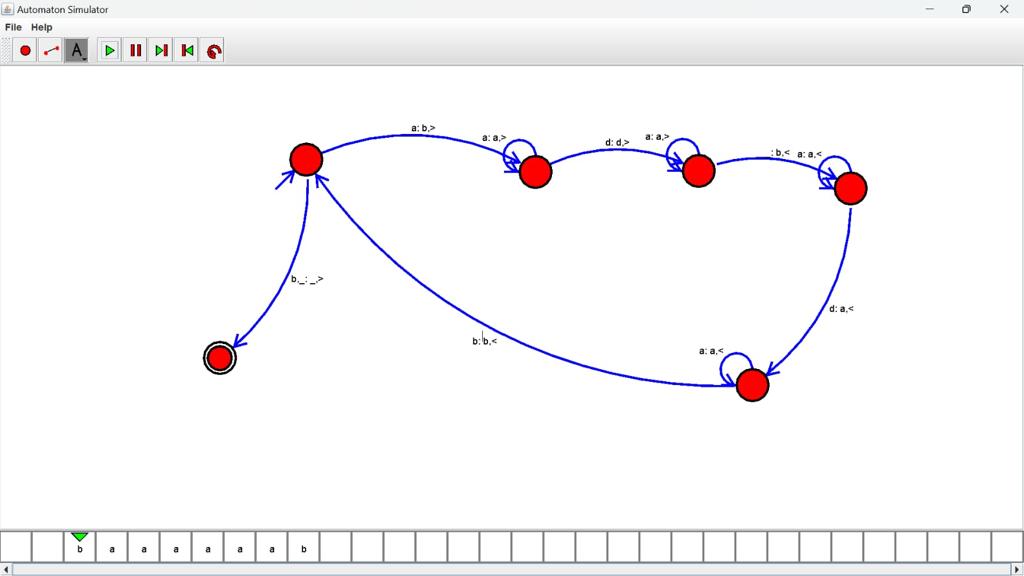 Automaton Simulator
File Help
A
a: b,>
a: a,>
d: d,>
a: a,>
: b,<
a: a,<
b,_: _,>
d: a,<
b: b,<
a: a,<
b a a a a a a b